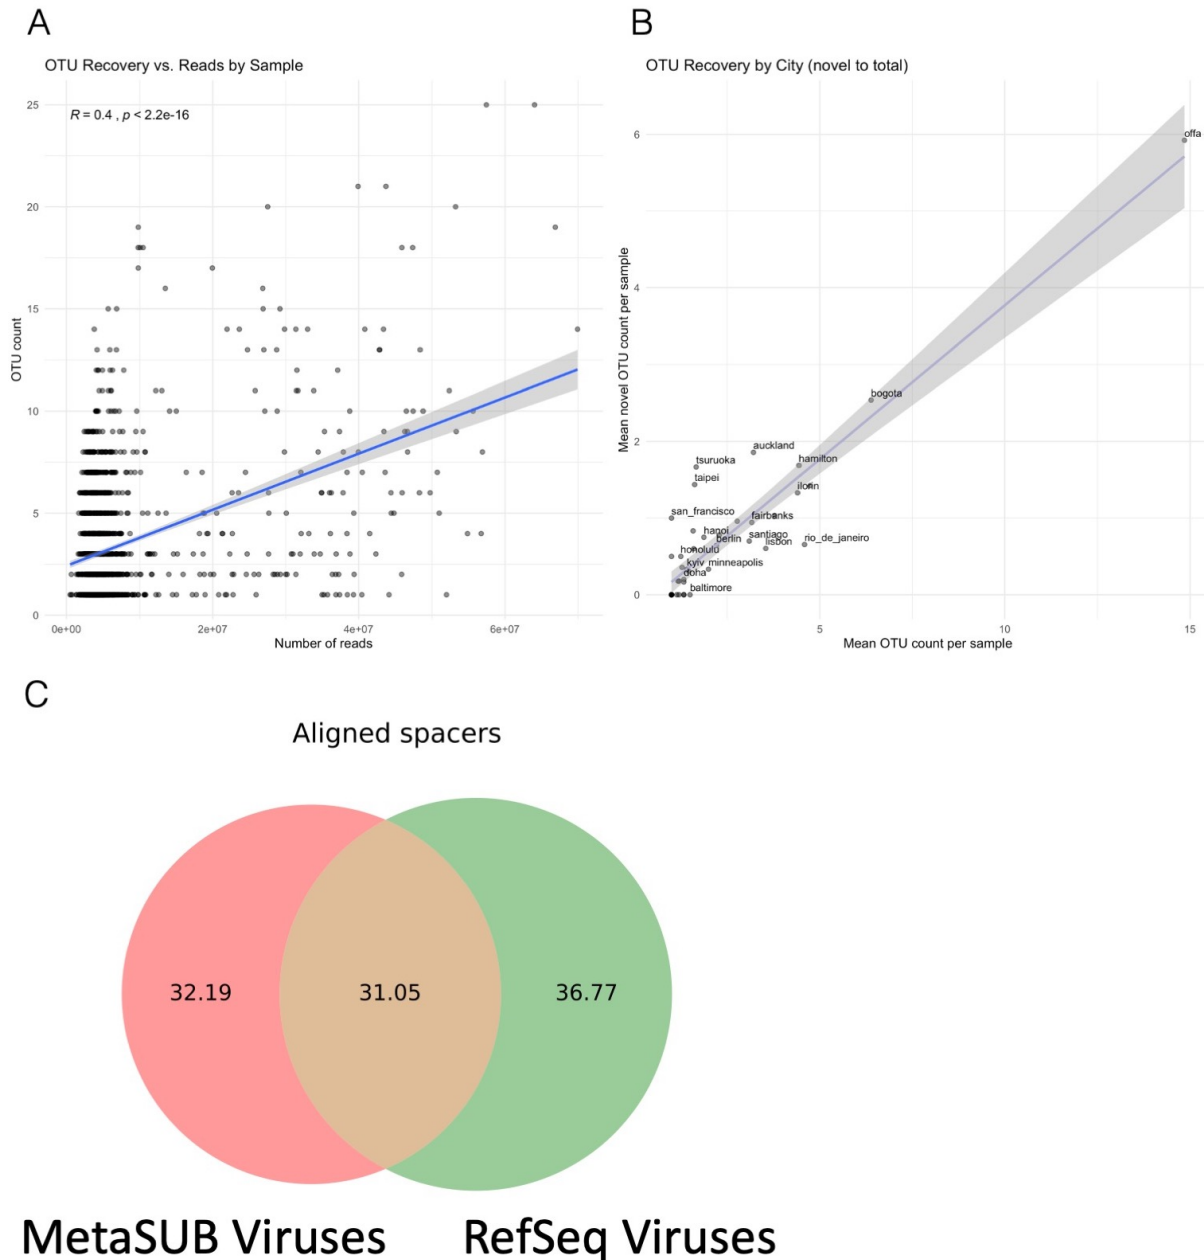 A
OTU Recovery vs. Reads by Sample
R = 0.4 , p < 2.2e-16
OTU count
25
20
15
10
5
0
0e+00
2e+07
4e+07
6e+07
Number of reads
B
OTU Recovery by City (novel to total)
Mean novel OTU count per sample
6
4
2
0
offa
bogota
auckland
tsuruoka
hamilton
taipei
ilorin
san_francisco
fairbanks
hanoi
berlin
santiago
lisbon
rio_de_janeiro
honolulu
kyiv
minneapolis
doha
baltimore
5
10
15
Mean OTU count per sample
C
Aligned spacers
32.19
31.05
36.77
MetaSUB Viruses
RefSeq Viruses